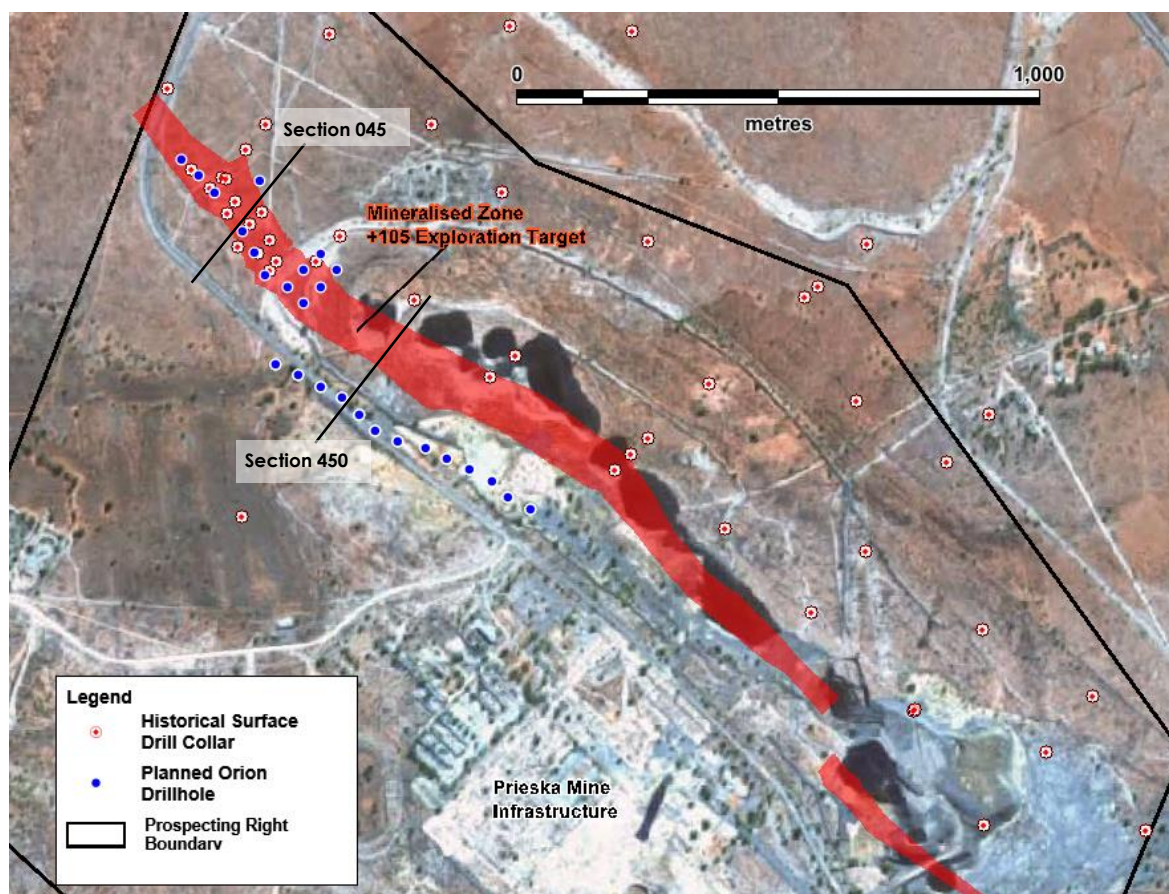 0
1,000
metres
Section 045
Mineralised Zone
+105 Exploration Target
Section 450
Legend
Historical Surface
Drill Collar
Planned Orion
Drillhole
Prospecting Right
Boundary
Prieska Mine
Infrastructure